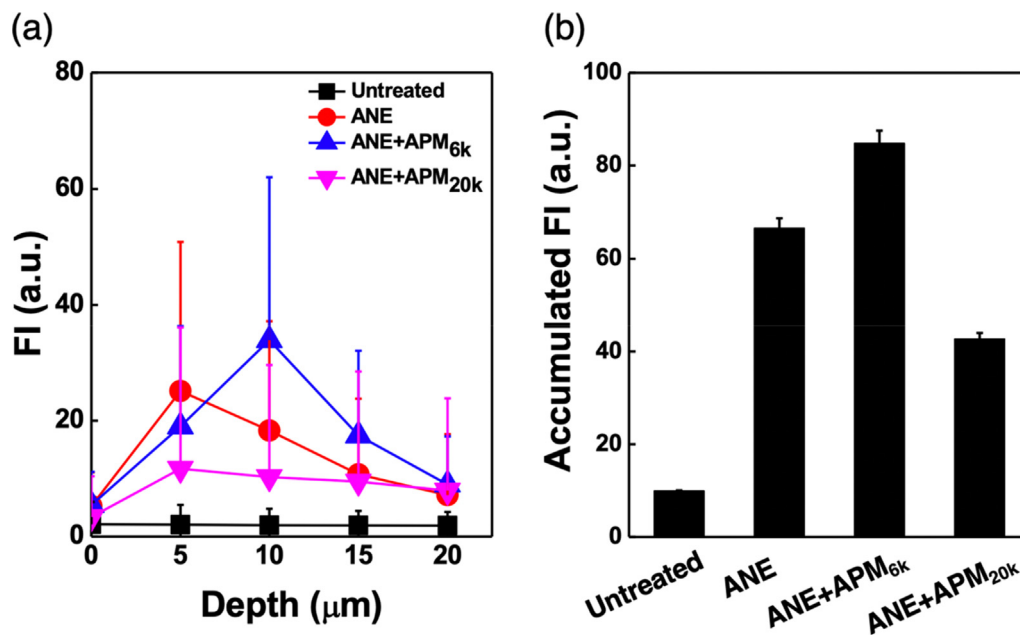 (a)
80
60
40
20
0
FI (a.u.)
0 5 10 15 20
Depth (μm)
Untreated
ANE
ANE+APM6k
ANE+APM20k
(b)
100
80
60
40
20
0
Accumulated FI (a.u.)
Untreated
ANE
ANE+APM6k
ANE+APM20k